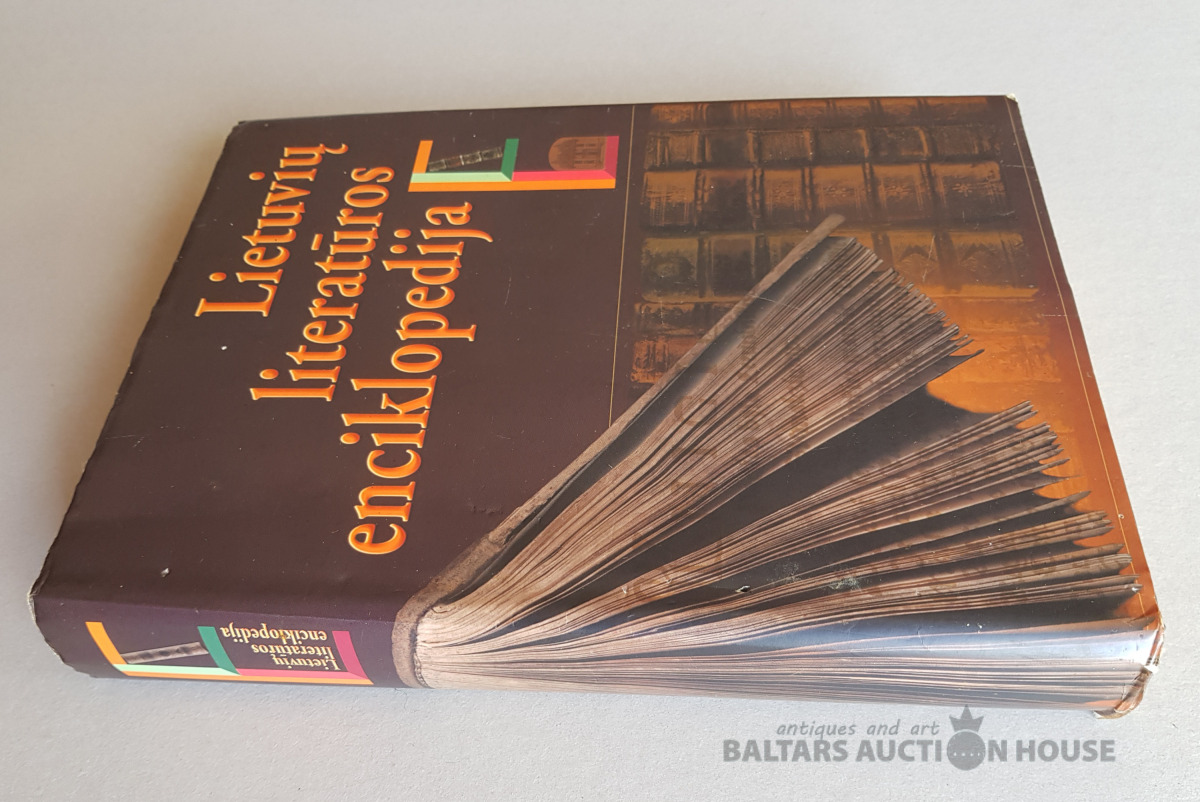 Lietuvių
literatūros
enciklopedija
Lietuvių
literatūros
enciklopedija
antiques and art
BALTARS AUCTION HOUSE